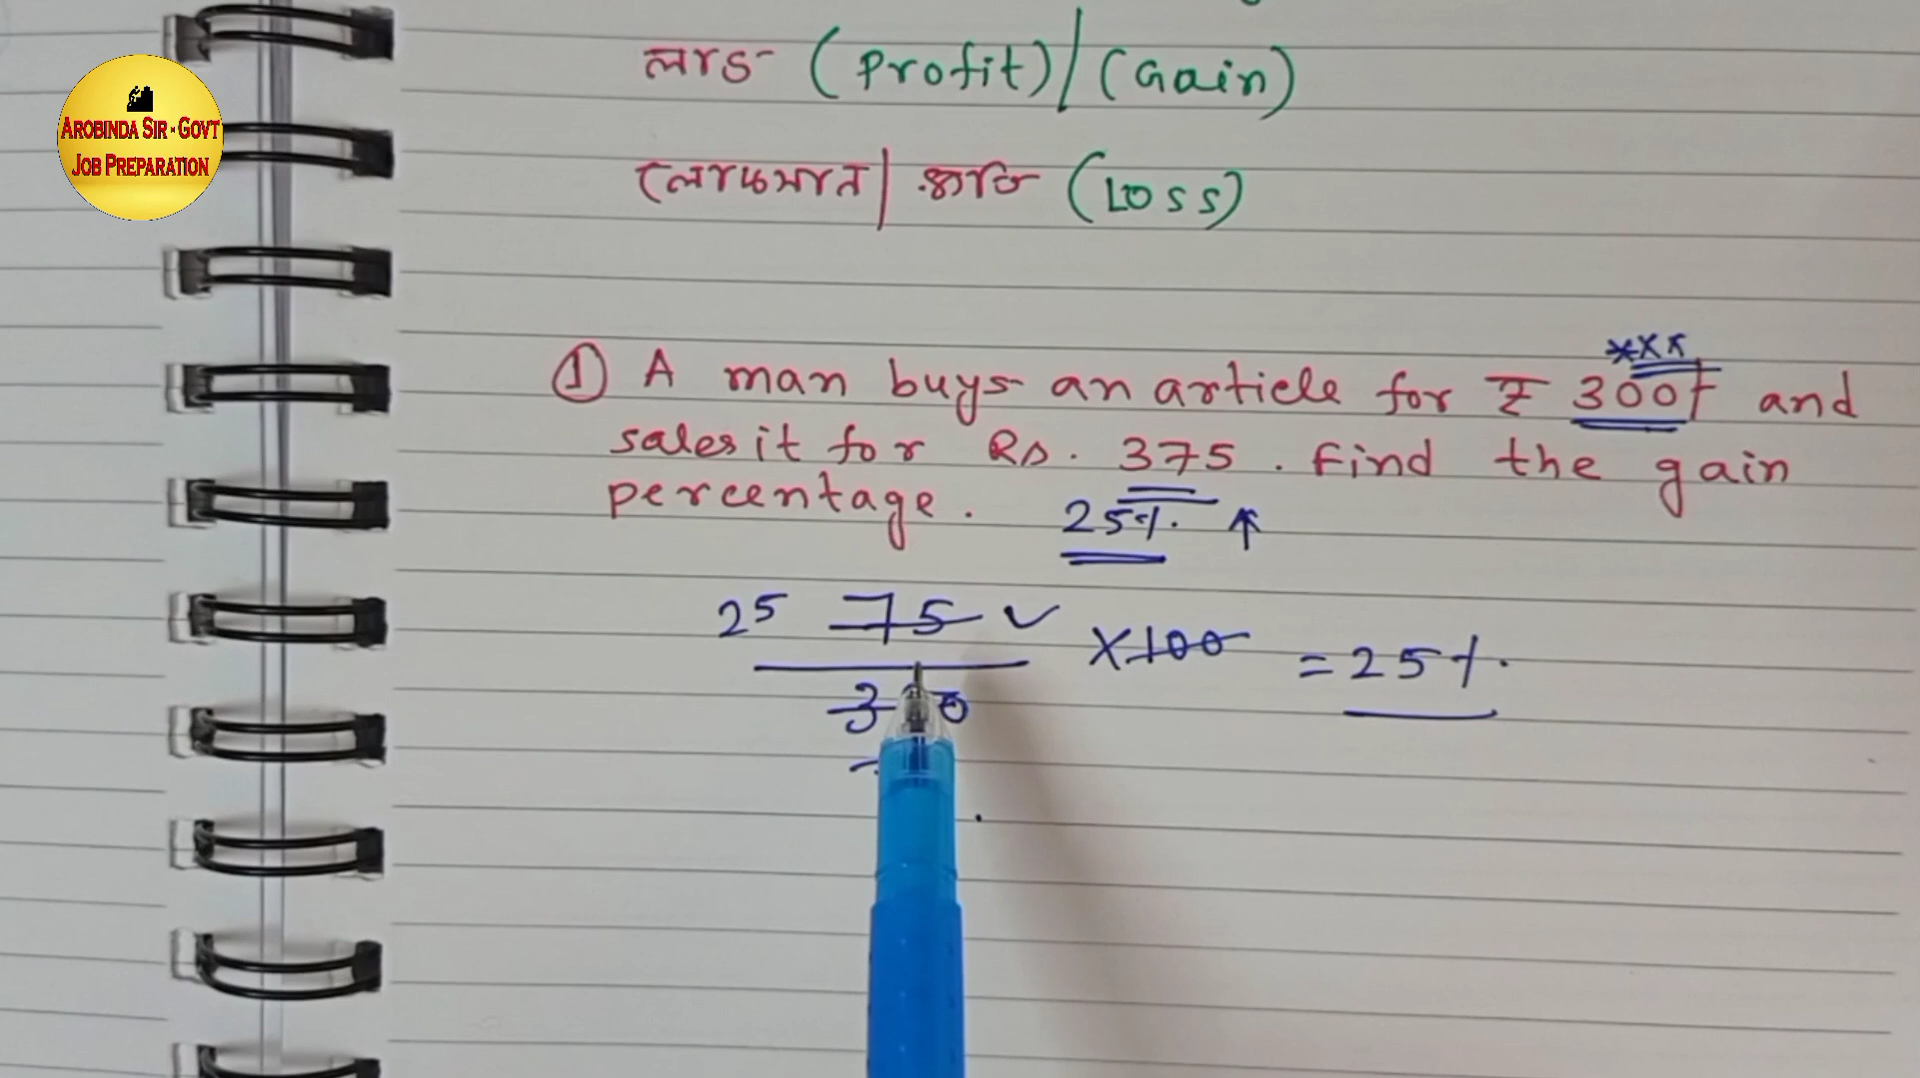 AROBINDA SIR - GOVT
JOB PREPARATION
লাভ (Profit)/(Gain)
লোকসান/ক্ষতি (Loss)
① A man buys an article for ₹ 300/- and
sales it for Rs. 375. Find the gain
percentage. 25% ↑
25 75 ✓
×100 = 25%